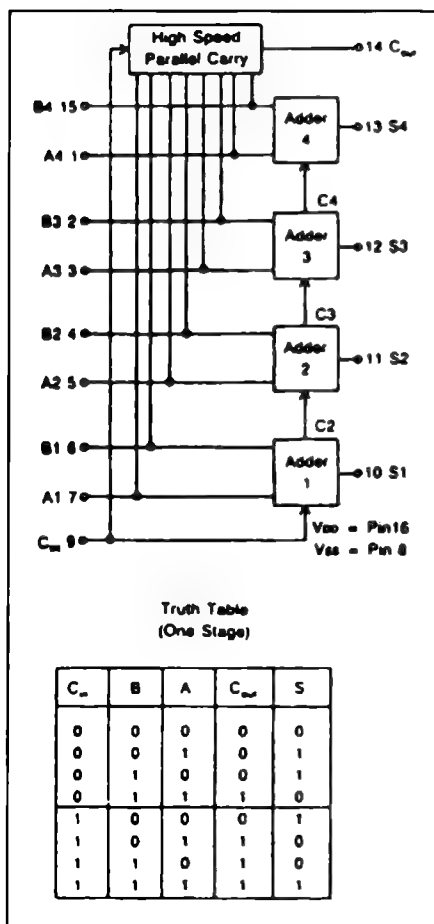 High Speed
Parallel Carry
14 Cout
B4 15
Adder
4
13 S4
A4 1
C4
B3 2
Adder
3
12 S3
A3 3
C3
B2 4
Adder
2
11 S2
A2 5
C2
B1 6
Adder
1
10 S1
A1 7
VDD = Pin 16
Cin 9
VSS = Pin 8
Truth Table
(One Stage)
Cin B A Cout S
0 0 0 0 0
0 0 1 0 1
0 1 0 0 1
0 1 1 1 0
1 0 0 0 1
1 0 1 1 0
1 1 0 1 0
1 1 1 1 1